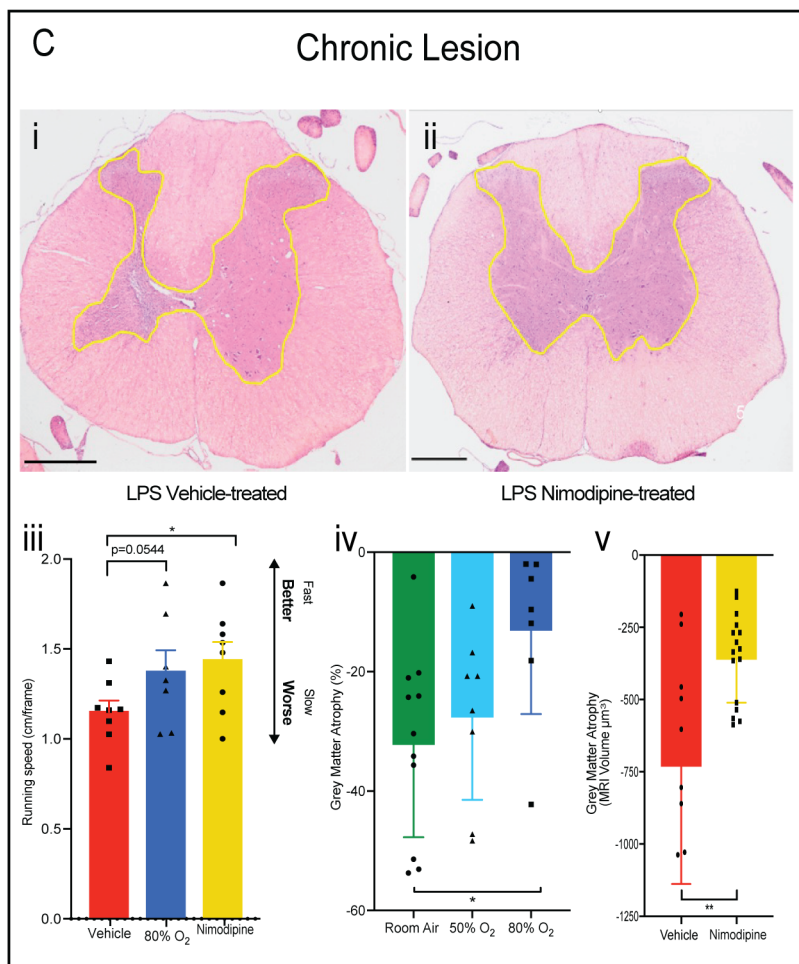 C
Chronic Lesion
i
ii
LPS Vehicle-treated
LPS Nimodipine-treated
iii
Running speed (cm/frame)
2.0
1.5
1.0
0.5
0.0
p=0.0544
*
Better
Fast
Worse
Slow
Vehicle
80% O₂
Nimodipine
iv
Grey Matter Atrophy (%)
0
-20
-40
-60
*
Room Air
50% O₂
80% O₂
v
Grey Matter Atrophy
(MRI Volume µm³)
0
-250
-500
-750
-1000
-1250
**
Vehicle
Nimodipine